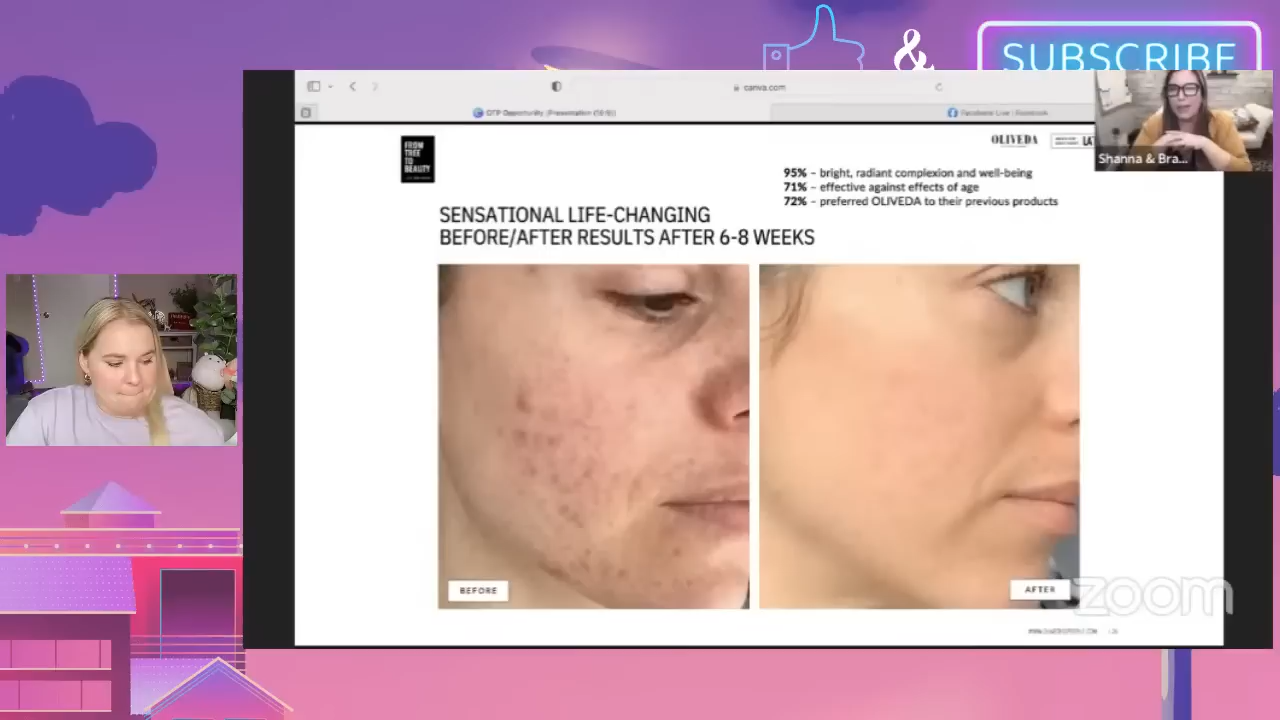 &
SUBSCRIBE
canva.com
Facebook Live | Facebook
FROM
TREE
TO
BEAUTY
OLIVEDA
Shanna & Bra...
95% – bright, radiant complexion and well-being
71% – effective against effects of age
72% – preferred OLIVEDA to their previous products
SENSATIONAL LIFE-CHANGING
BEFORE/AFTER RESULTS AFTER 6-8 WEEKS
BEFORE
AFTER
zoom